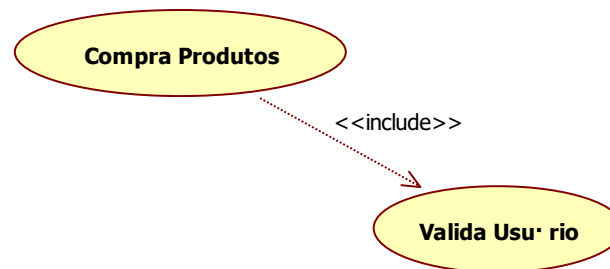 Compra Produtos
<<include>>
Valida Usu· rio